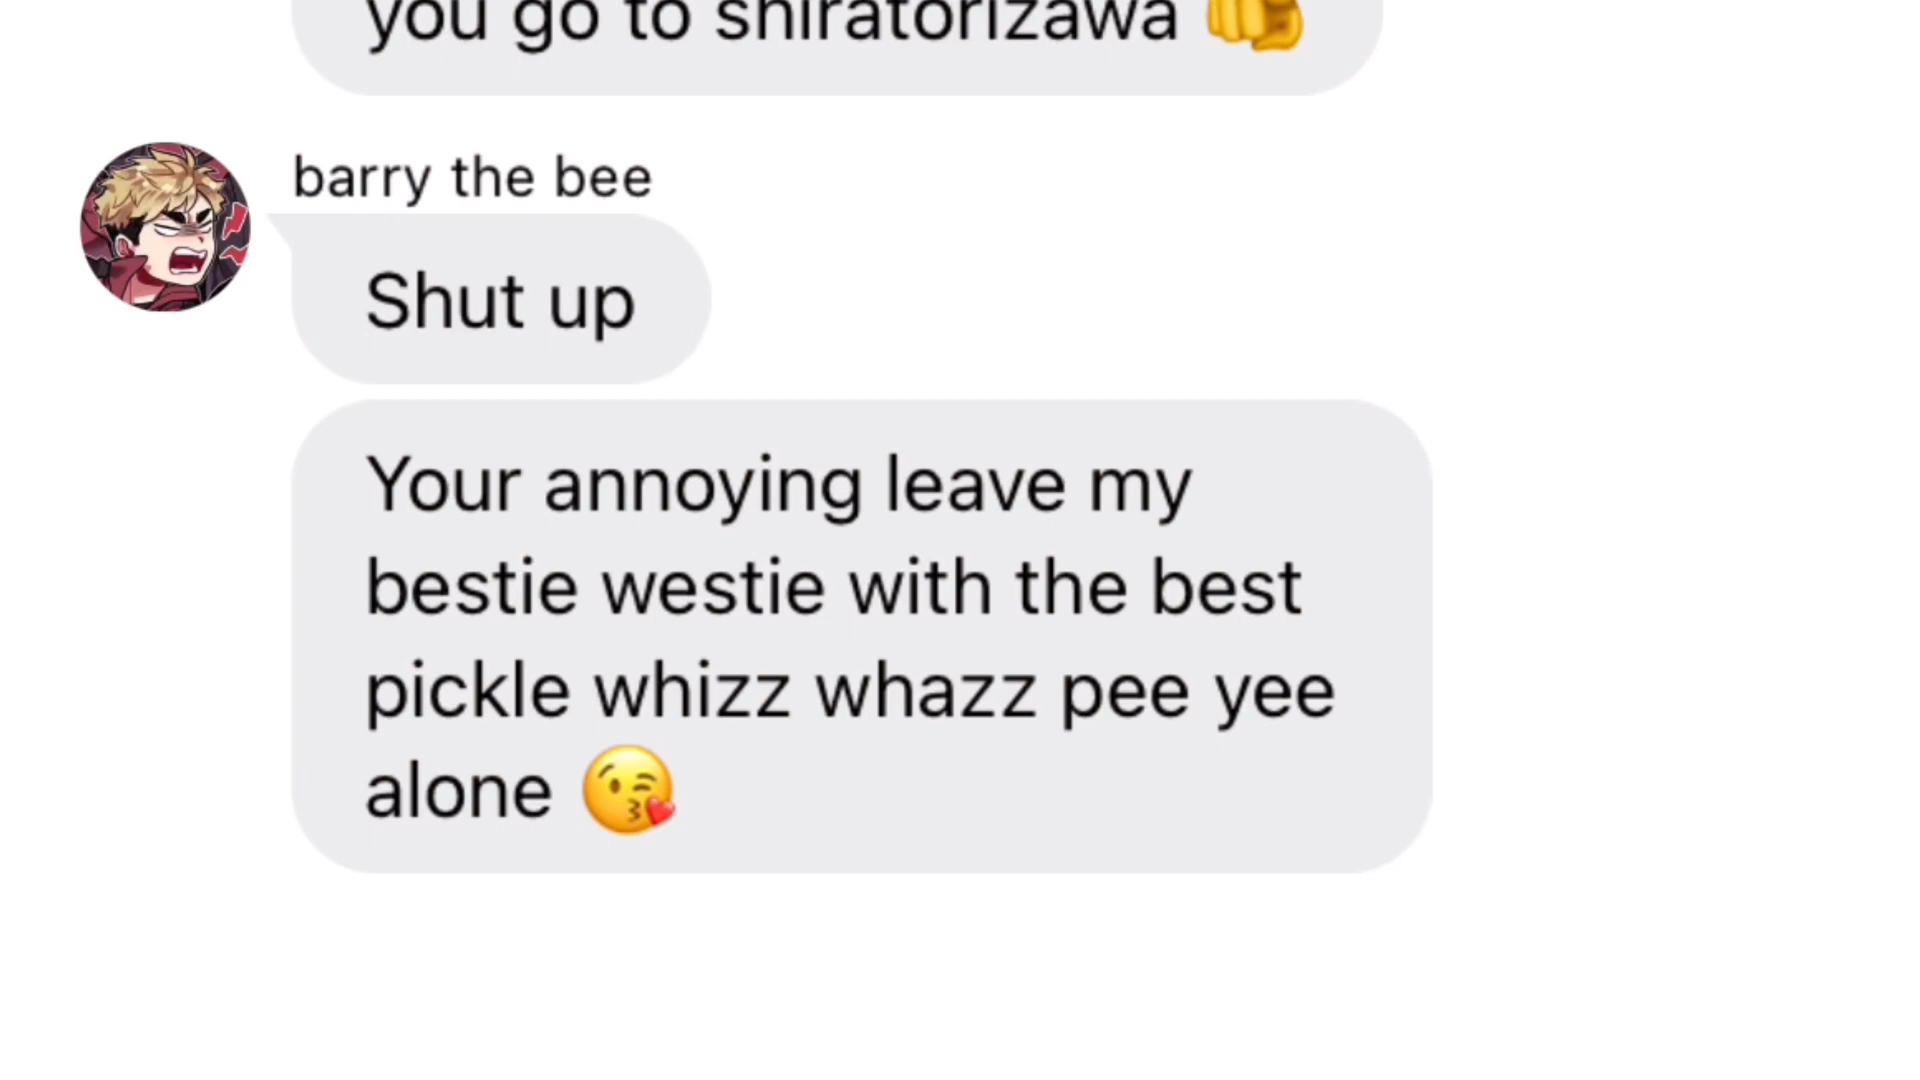 you go to shiratorizawa 🫵
barry the bee
Shut up
Your annoying leave my
bestie westie with the best
pickle whizz whazz pee yee
alone 😘